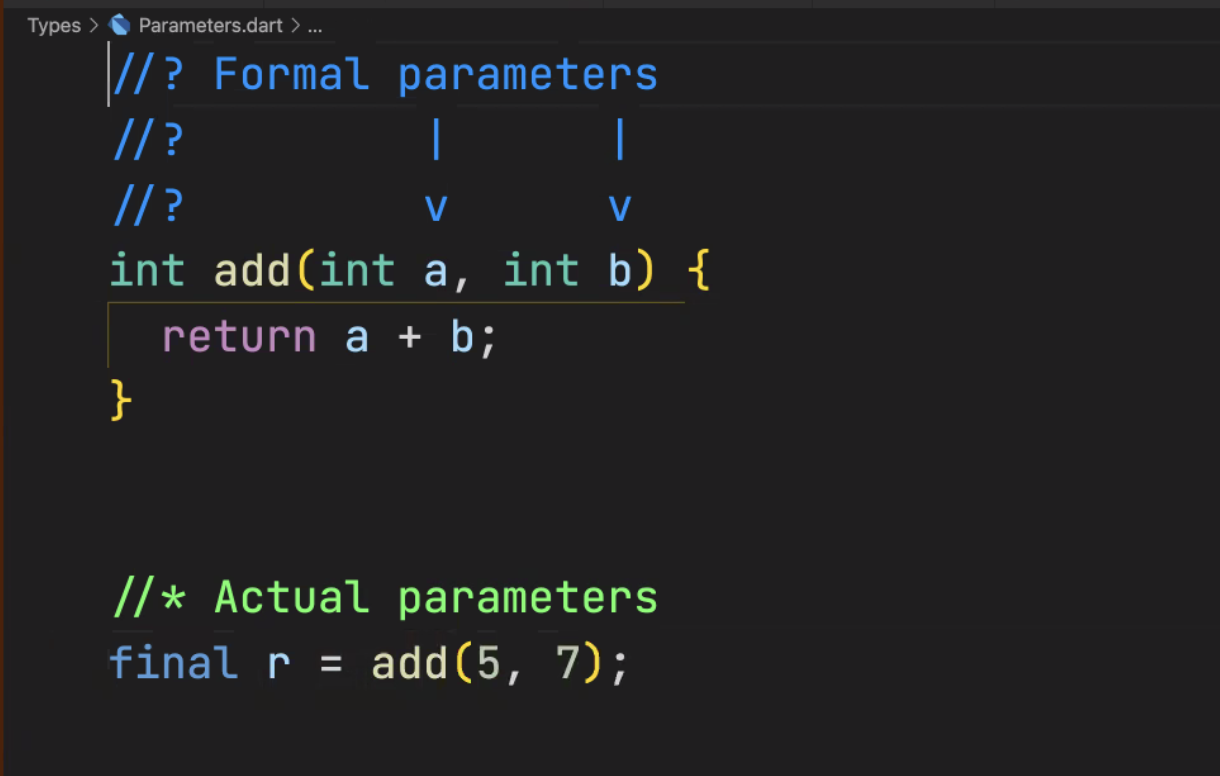 Types > Parameters.dart > ...
//? Formal parameters
//?          |      |
//?          v      v
int add(int a, int b) {
  return a + b;
}
//* Actual parameters
final r = add(5, 7);